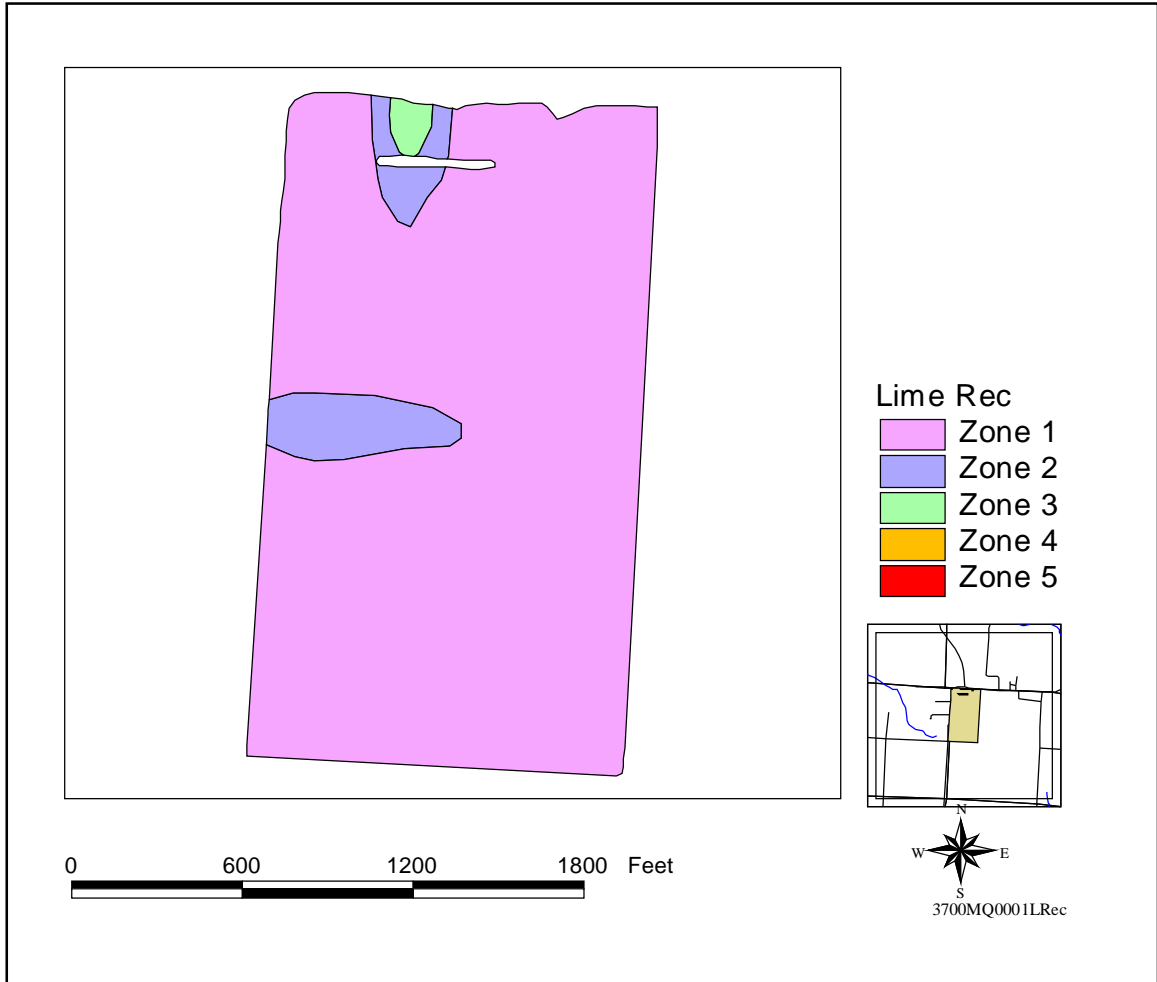 Lime Rec
Zone 1
Zone 2
Zone 3
Zone 4
Zone 5
N
W E
S
3700MQ0001LRec
0 600 1200 1800 Feet